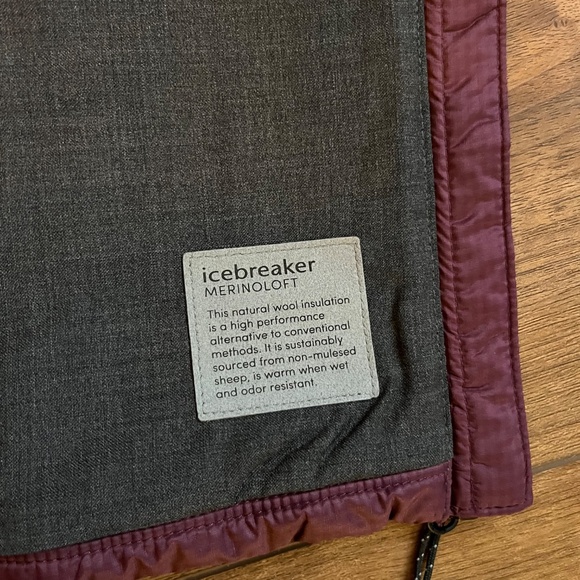 icebreaker
MERINOLOFT
This natural wool insulation
is a high performance
alternative to conventional
methods. It is sustainably
sourced from non-mulesed
sheep, is warm when wet
and odor resistant.